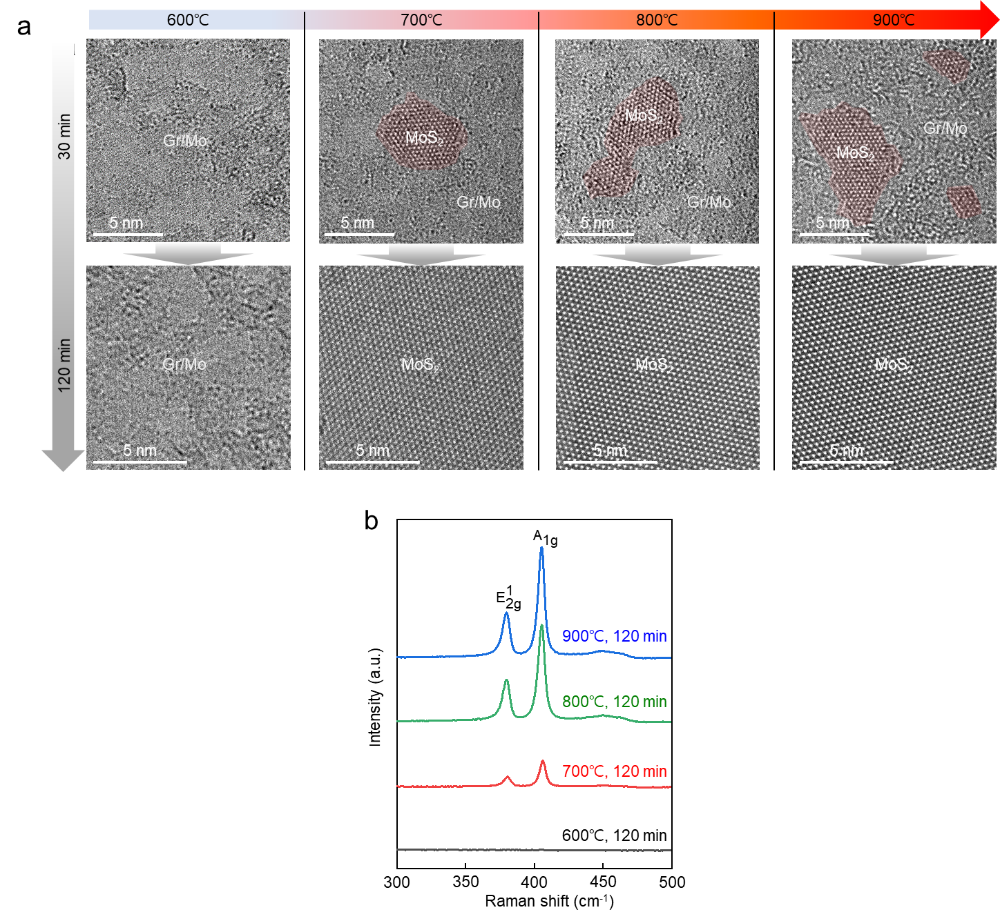 a
600℃ 700℃ 800℃ 900℃
30 min
Gr/Mo
5 nm
MoS₂
Gr/Mo
5 nm
MoS₂
Gr/Mo
5 nm
Gr/Mo
MoS₂
5 nm
120 min
Gr/Mo
5 nm
MoS₂
5 nm
MoS₂
5 nm
MoS₂
5 nm
b
A₁g
E¹₂g
900℃, 120 min
800℃, 120 min
700℃, 120 min
600℃, 120 min
Intensity (a.u.)
300 350 400 450 500
Raman shift (cm⁻¹)